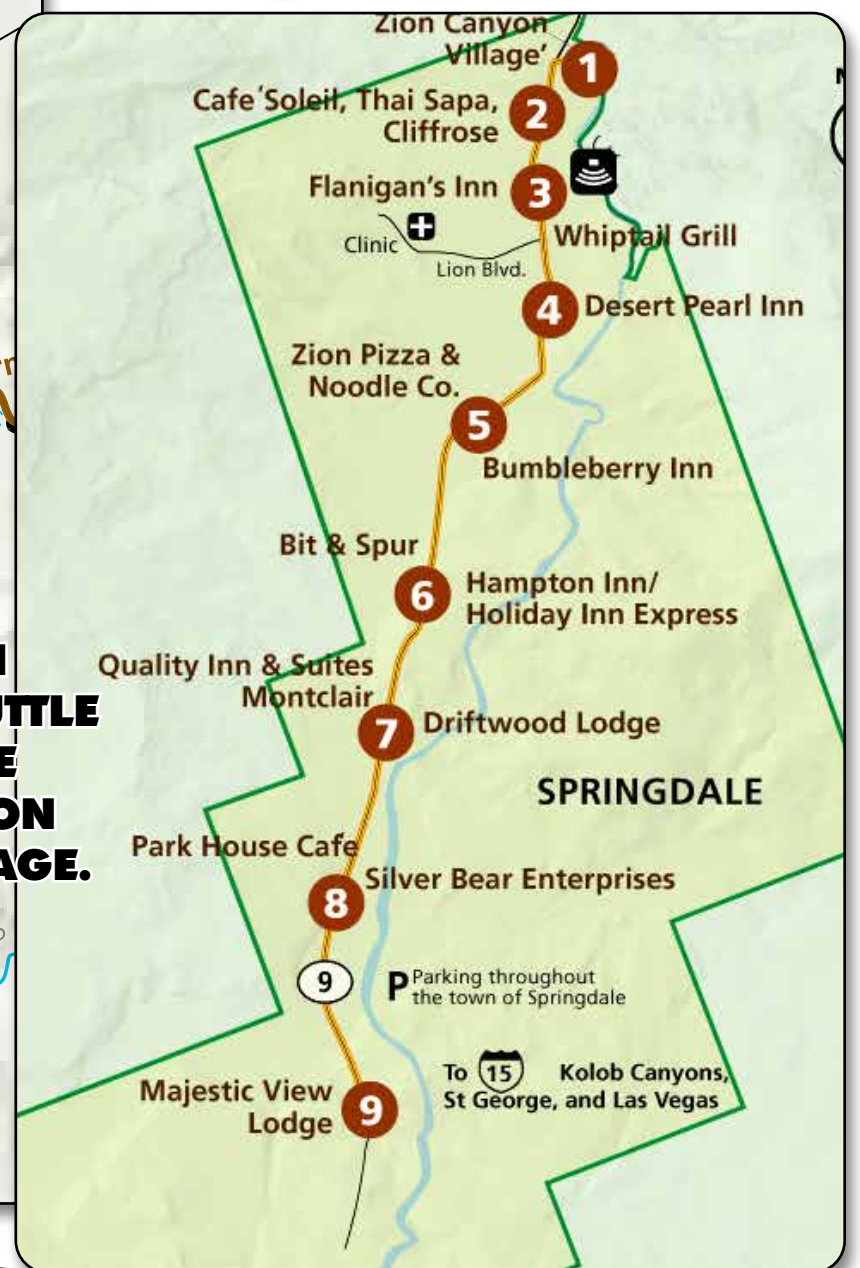 Zion Canyon
Village'
1
Cafe´Soleil, Thai Sapa,
Cliffrose
2
Flanigan's Inn
3
Clinic
Lion Blvd.
Whiptail Grill
4
Desert Pearl Inn
Zion Pizza &
Noodle Co.
5
Bumbleberry Inn
Bit & Spur
6
Hampton Inn/
Holiday Inn Express
Quality Inn & Suites
Montclair
7
Driftwood Lodge
SPRINGDALE
Park House Cafe
Silver Bear Enterprises
8
9
P
Parking throughout
the town of Springdale
To 15 Kolob Canyons,
St George, and Las Vegas
Majestic View
Lodge
9
UTTLE
E
ON
AGE.